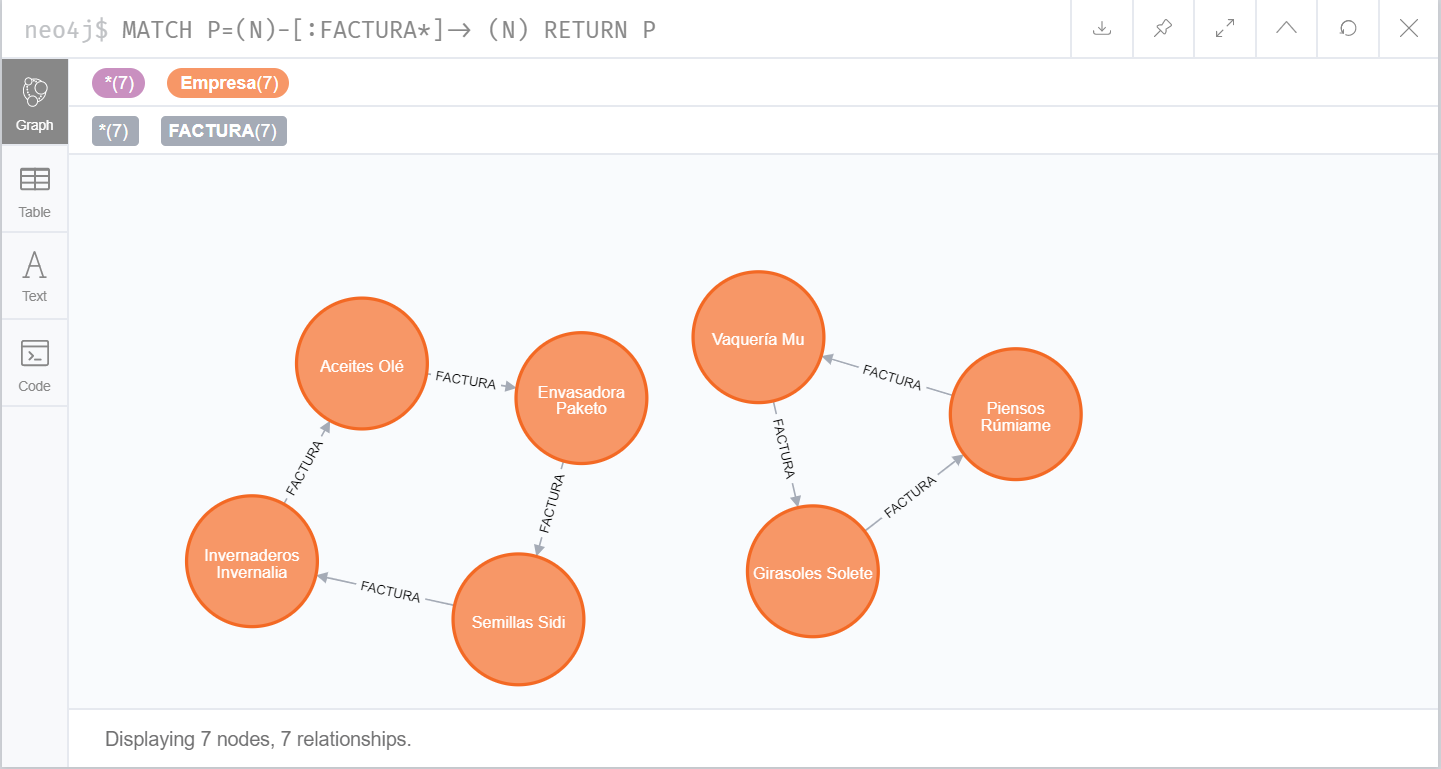 neo4j$ MATCH P=(N)-[:FACTURA*]-> (N) RETURN P
*(7) Empresa(7)
*(7) FACTURA(7)
Graph
Table
Text
Code
Aceites Olé
FACTURA
Envasadora
Paketo
FACTURA
Semillas Sidi
FACTURA
Invernaderos
Invernalia
FACTURA
Vaquería Mu
FACTURA
Piensos
Rúmiame
FACTURA
Girasoles Solete
FACTURA
Displaying 7 nodes, 7 relationships.